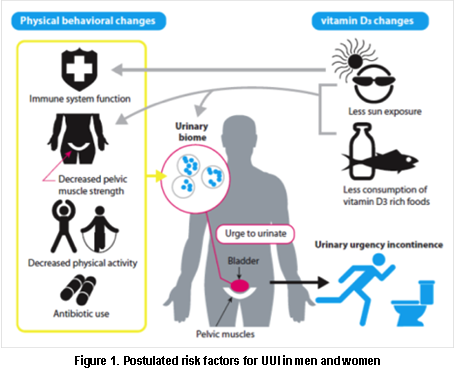 Physical behavioral changes
vitamin D3 changes
Immune system function
Less sun exposure
Urinary
biome
Decreased pelvic
muscle strength
Less consumption of
vitamin D3 rich foods
Urge to urinate
Urinary urgency incontinence
Bladder
Decreased physical activity
Antibiotic use
Pelvic muscles
Figure 1. Postulated risk factors for UUI in men and women